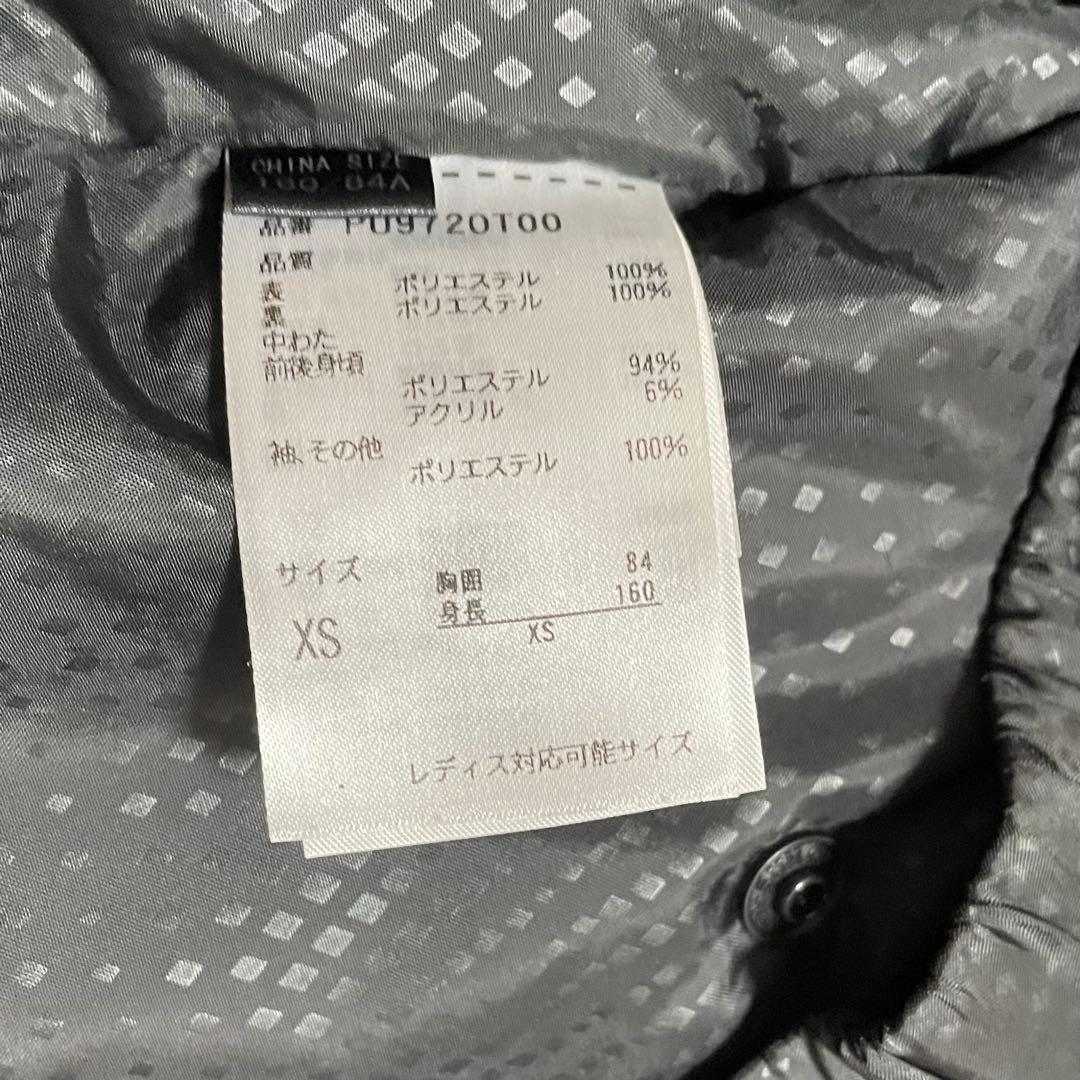 CHINA SIZE
160/84A
品番 P09720T00
品質
表 ポリエステル 100%
裏 ポリエステル 100%
中わた
前後身頃
ポリエステル 94%
アクリル 6%
袖、その他
ポリエステル 100%
サイズ
胸囲 84
身長 160
XS
XS
レディス対応可能サイズ